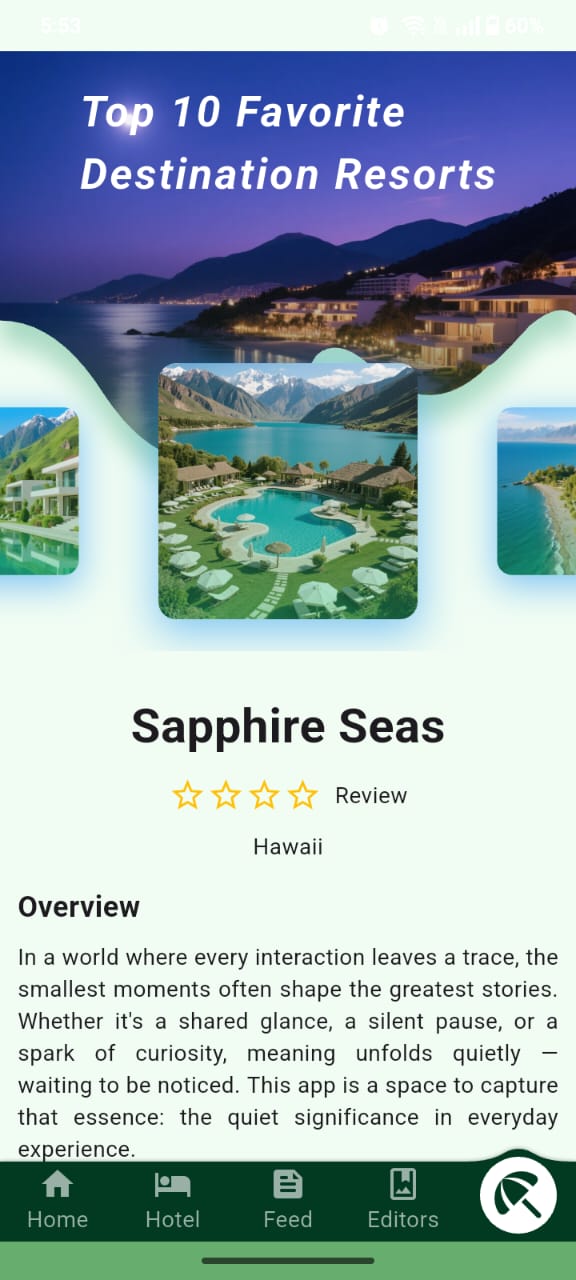 5:53
60%
Top 10 Favorite
Destination Resorts
Sapphire Seas
Review
Hawaii
Overview
In a world where every interaction leaves a trace, the
smallest moments often shape the greatest stories.
Whether it's a shared glance, a silent pause, or a
spark of curiosity, meaning unfolds quietly —
waiting to be noticed. This app is a space to capture
that essence: the quiet significance in everyday
experience.
Home Hotel Feed Editors